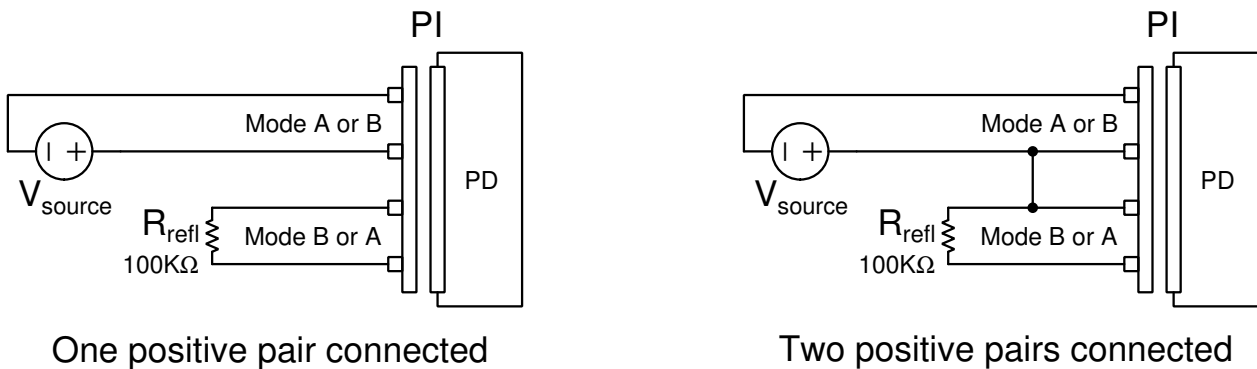 PI
Mode A or B
| +
PD
V source
R refl
Mode B or A
100KΩ
One positive pair connected
PI
Mode A or B
| +
PD
V source
R refl
Mode B or A
100KΩ
Two positive pairs connected